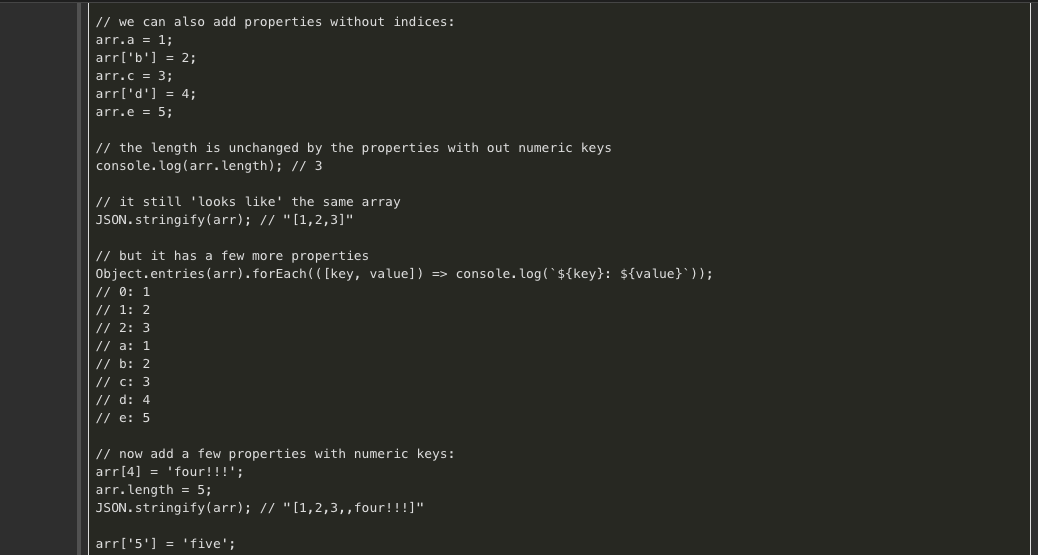 // we can also add properties without indices:
arr.a = 1;
arr['b'] = 2;
arr.c = 3;
arr['d'] = 4;
arr.e = 5;
// the length is unchanged by the properties with out numeric keys
console.log(arr.length); // 3
// it still 'looks like' the same array
JSON.stringify(arr); // "[1,2,3]"
// but it has a few more properties
Object.entries(arr).forEach(([key, value]) => console.log(`${key}: ${value}`));
// 0: 1
// 1: 2
// 2: 3
// a: 1
// b: 2
// c: 3
// d: 4
// e: 5
// now add a few properties with numeric keys:
arr[4] = 'four!!!';
arr.length = 5;
JSON.stringify(arr); // "[1,2,3,,four!!!]"
arr['5'] = 'five';